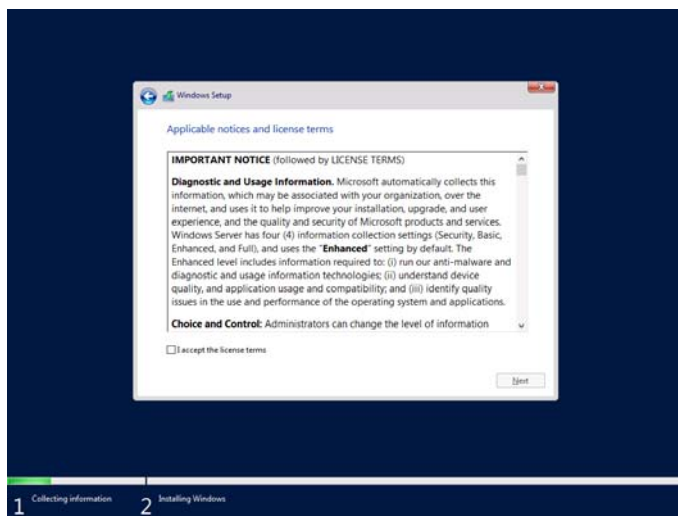 Windows Setup
Applicable notices and license terms
IMPORTANT NOTICE (followed by LICENSE TERMS)
Diagnostic and Usage Information. Microsoft automatically collects this
information, which may be associated with your organization, over the
internet, and uses it to help improve your installation, upgrade, and user
experience, and the quality and security of Microsoft products and services.
Windows Server has four (4) information collection settings (Security, Basic,
Enhanced, and Full), and uses the "Enhanced" setting by default. The
Enhanced level includes information required to: (i) run our anti-malware and
diagnostic and usage information technologies; (ii) understand device
quality, and application usage and compatibility; and (iii) identify quality
issues in the use and performance of the operating system and applications.
Choice and Control: Administrators can change the level of information
I accept the license terms
Next
1 Collecting information
2 Installing Windows